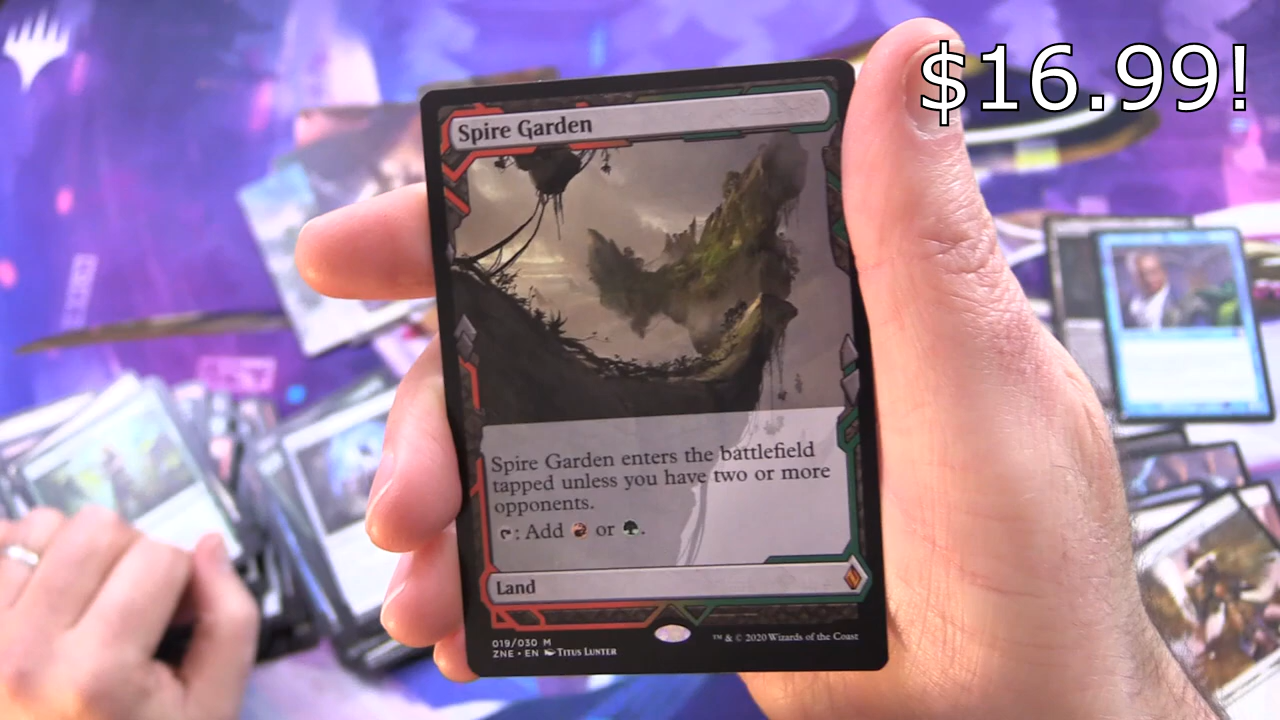 $16.99!
Spire Garden
Spire Garden enters the battlefield
tapped unless you have two or more
opponents.
: Add or .
Land
019/030 M
ZNE • EN Titus Lunter
™ & © 2020 Wizards of the Coast